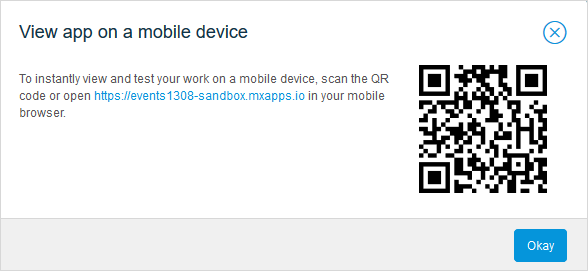 View app on a mobile device
To instantly view and test your work on a mobile device, scan the QR
code or open https://events1308-sandbox.mxapps.io in your mobile
browser.
Okay